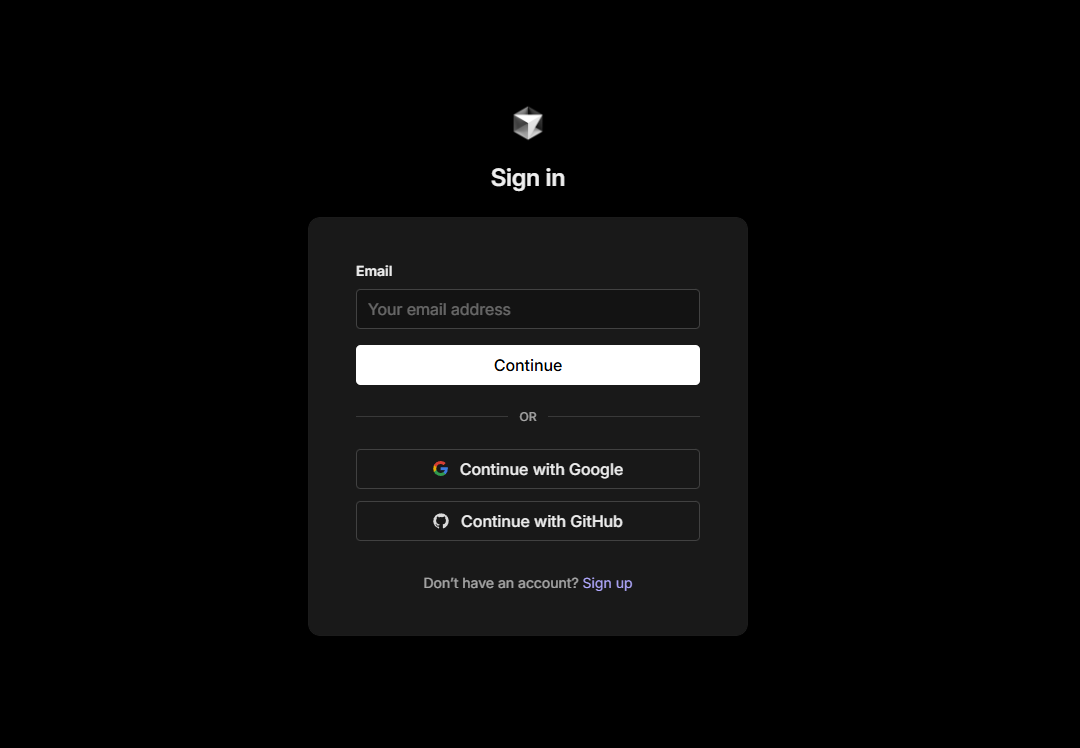 Sign in
Email
Your email address
Continue
OR
Continue with Google
Continue with GitHub
Don’t have an account? Sign up